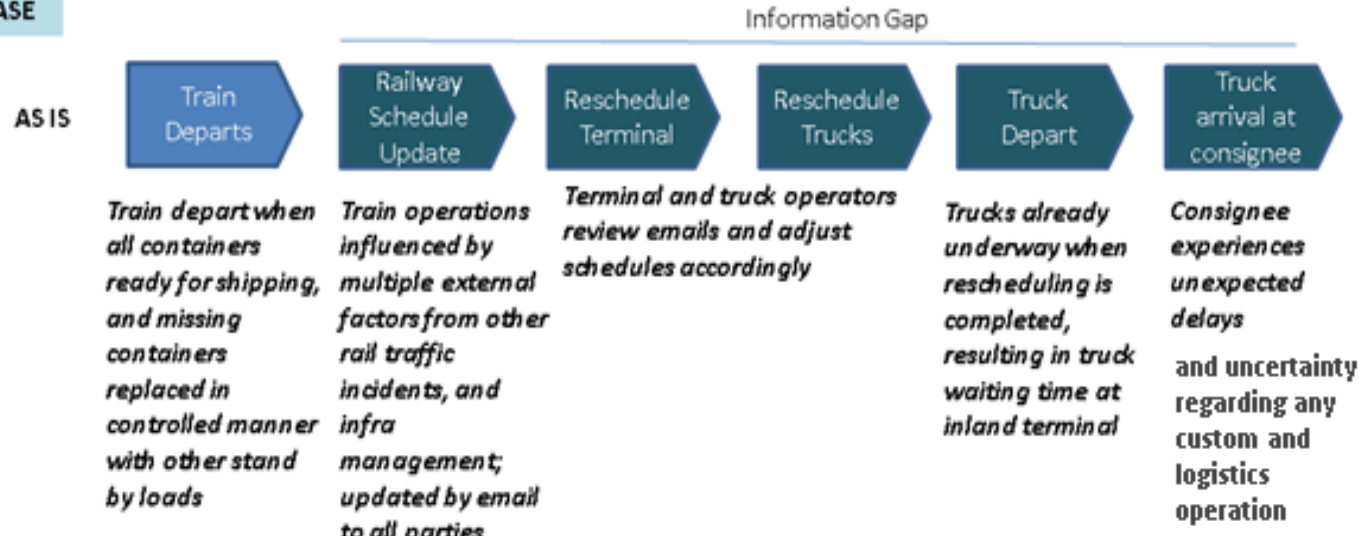 ASE
Information Gap
AS IS
Train
Departs
Railway
Schedule
Update
Reschedule
Terminal
Reschedule
Trucks
Truck
Depart
Truck
arrival at
consignee
Train depart when
all containers
ready for shipping,
and missing
containers
replaced in
controlled manner
with other stand
by loads
Train operations
influenced by
multiple external
factors from other
rail traffic
incidents, and
infra
management;
updated by email
to all parties
Terminal and truck operators
review emails and adjust
schedules accordingly
Trucks already
underway when
rescheduling is
completed,
resulting in truck
waiting time at
inland terminal
Consignee
experiences
unexpected
delays
and uncertainty
regarding any
custom and
logistics
operation